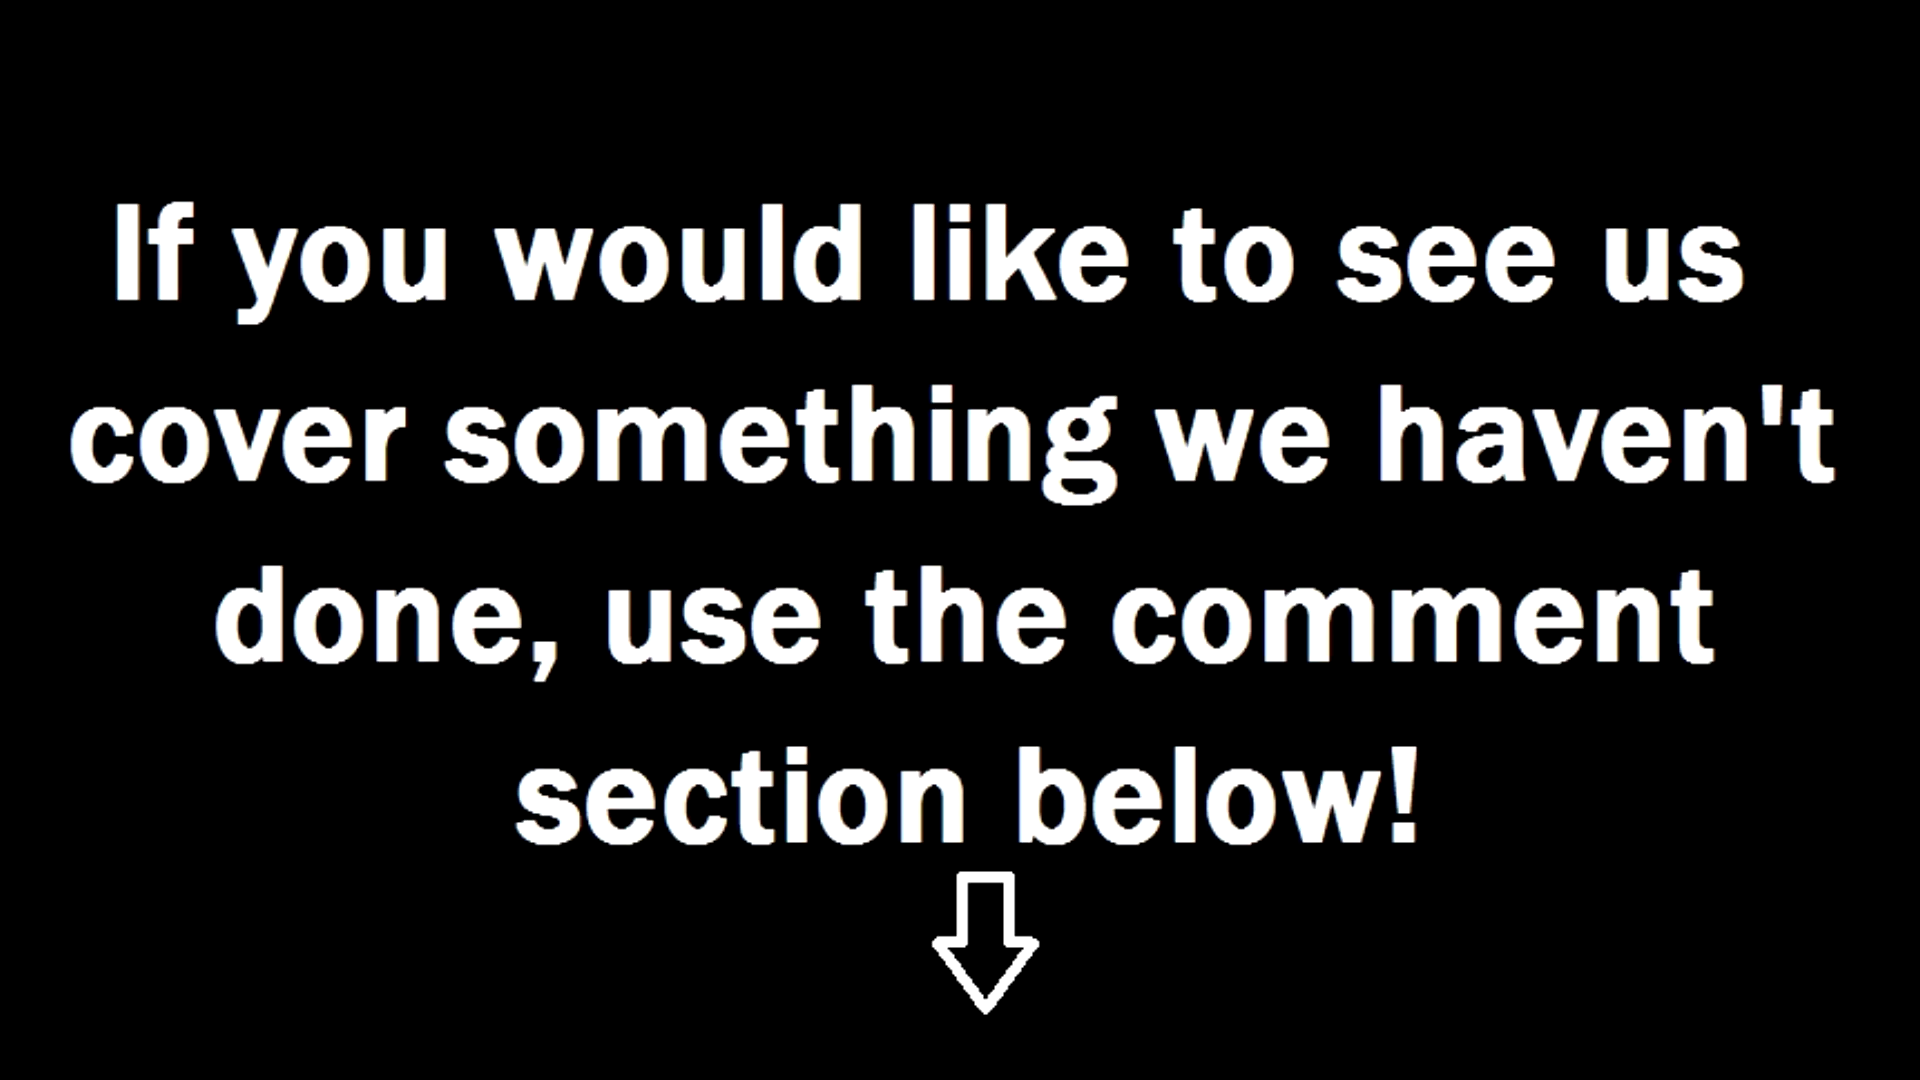 If you would like to see us
cover something we haven't
done, use the comment
section below!